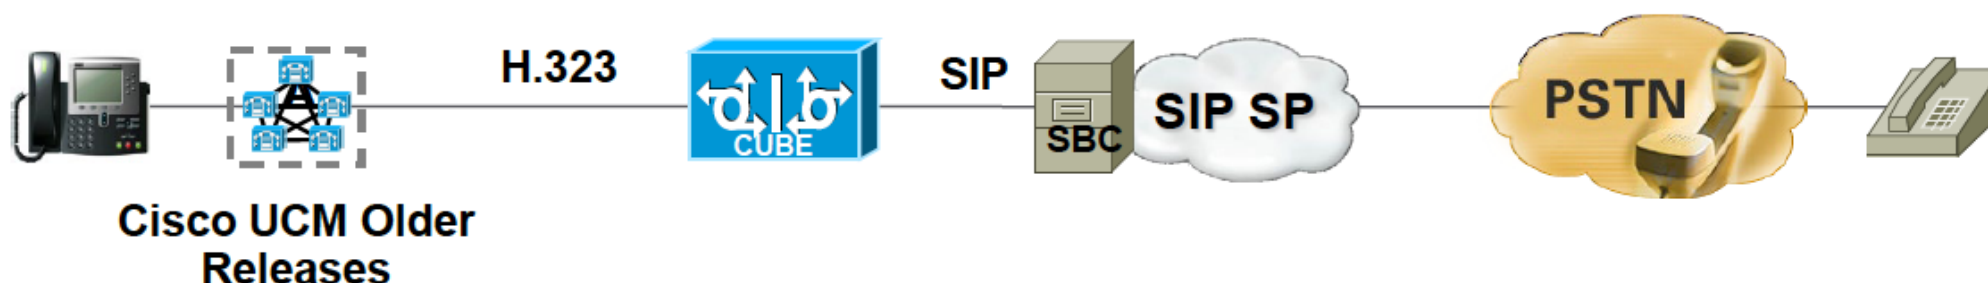 H.323
CUBE
SIP
SBC
SIP SP
PSTN
Cisco UCM Older
Releases